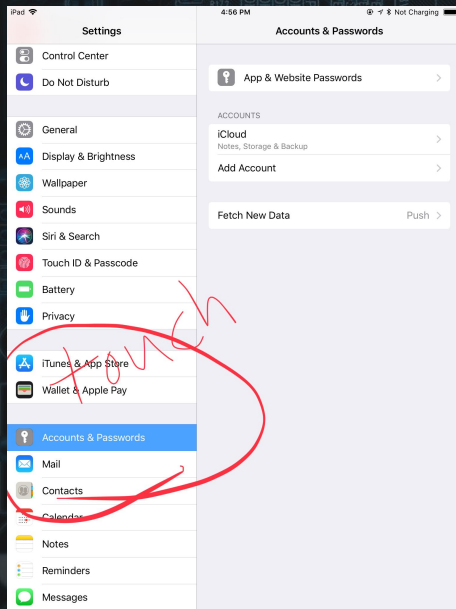 iPad 4:56 PM Not Charging
Settings
Accounts & Passwords
Control Center
Do Not Disturb
General
Display & Brightness
Wallpaper
Sounds
Siri & Search
Touch ID & Passcode
Battery
Privacy
iTunes & App Store
Wallet & Apple Pay
Accounts & Passwords
Mail
Contacts
Calendar
Notes
Reminders
Messages
touch
App & Website Passwords
ACCOUNTS
iCloud
Notes, Storage & Backup
Add Account
Fetch New Data Push